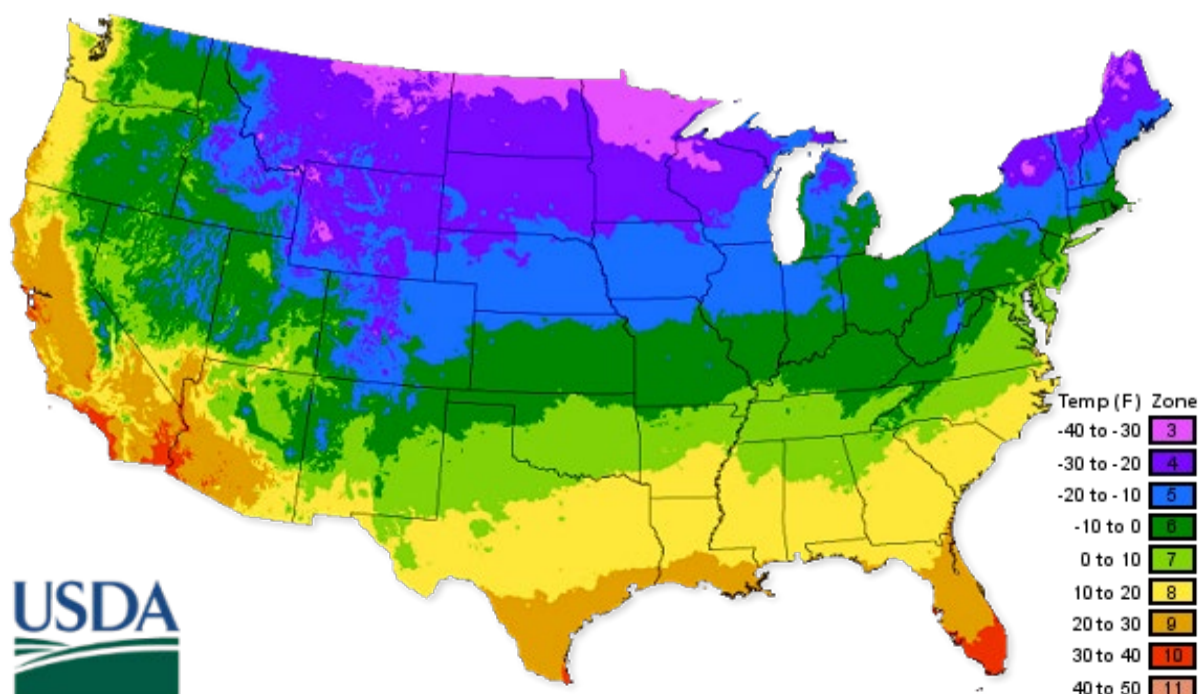 Temp (F) Zone
-40 to -30 3
-30 to -20 4
-20 to -10 5
-10 to 0 6
0 to 10 7
10 to 20 8
20 to 30 9
30 to 40 10
40 to 50 11
USDA